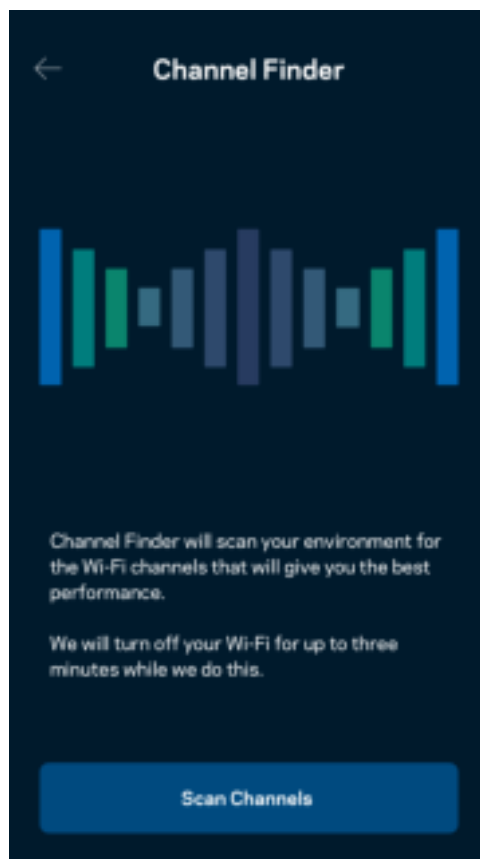 Channel Finder
Channel Finder will scan your environment for
the Wi-Fi channels that will give you the best
performance.
We will turn off your Wi-Fi for up to three
minutes while we do this.
Scan Channels